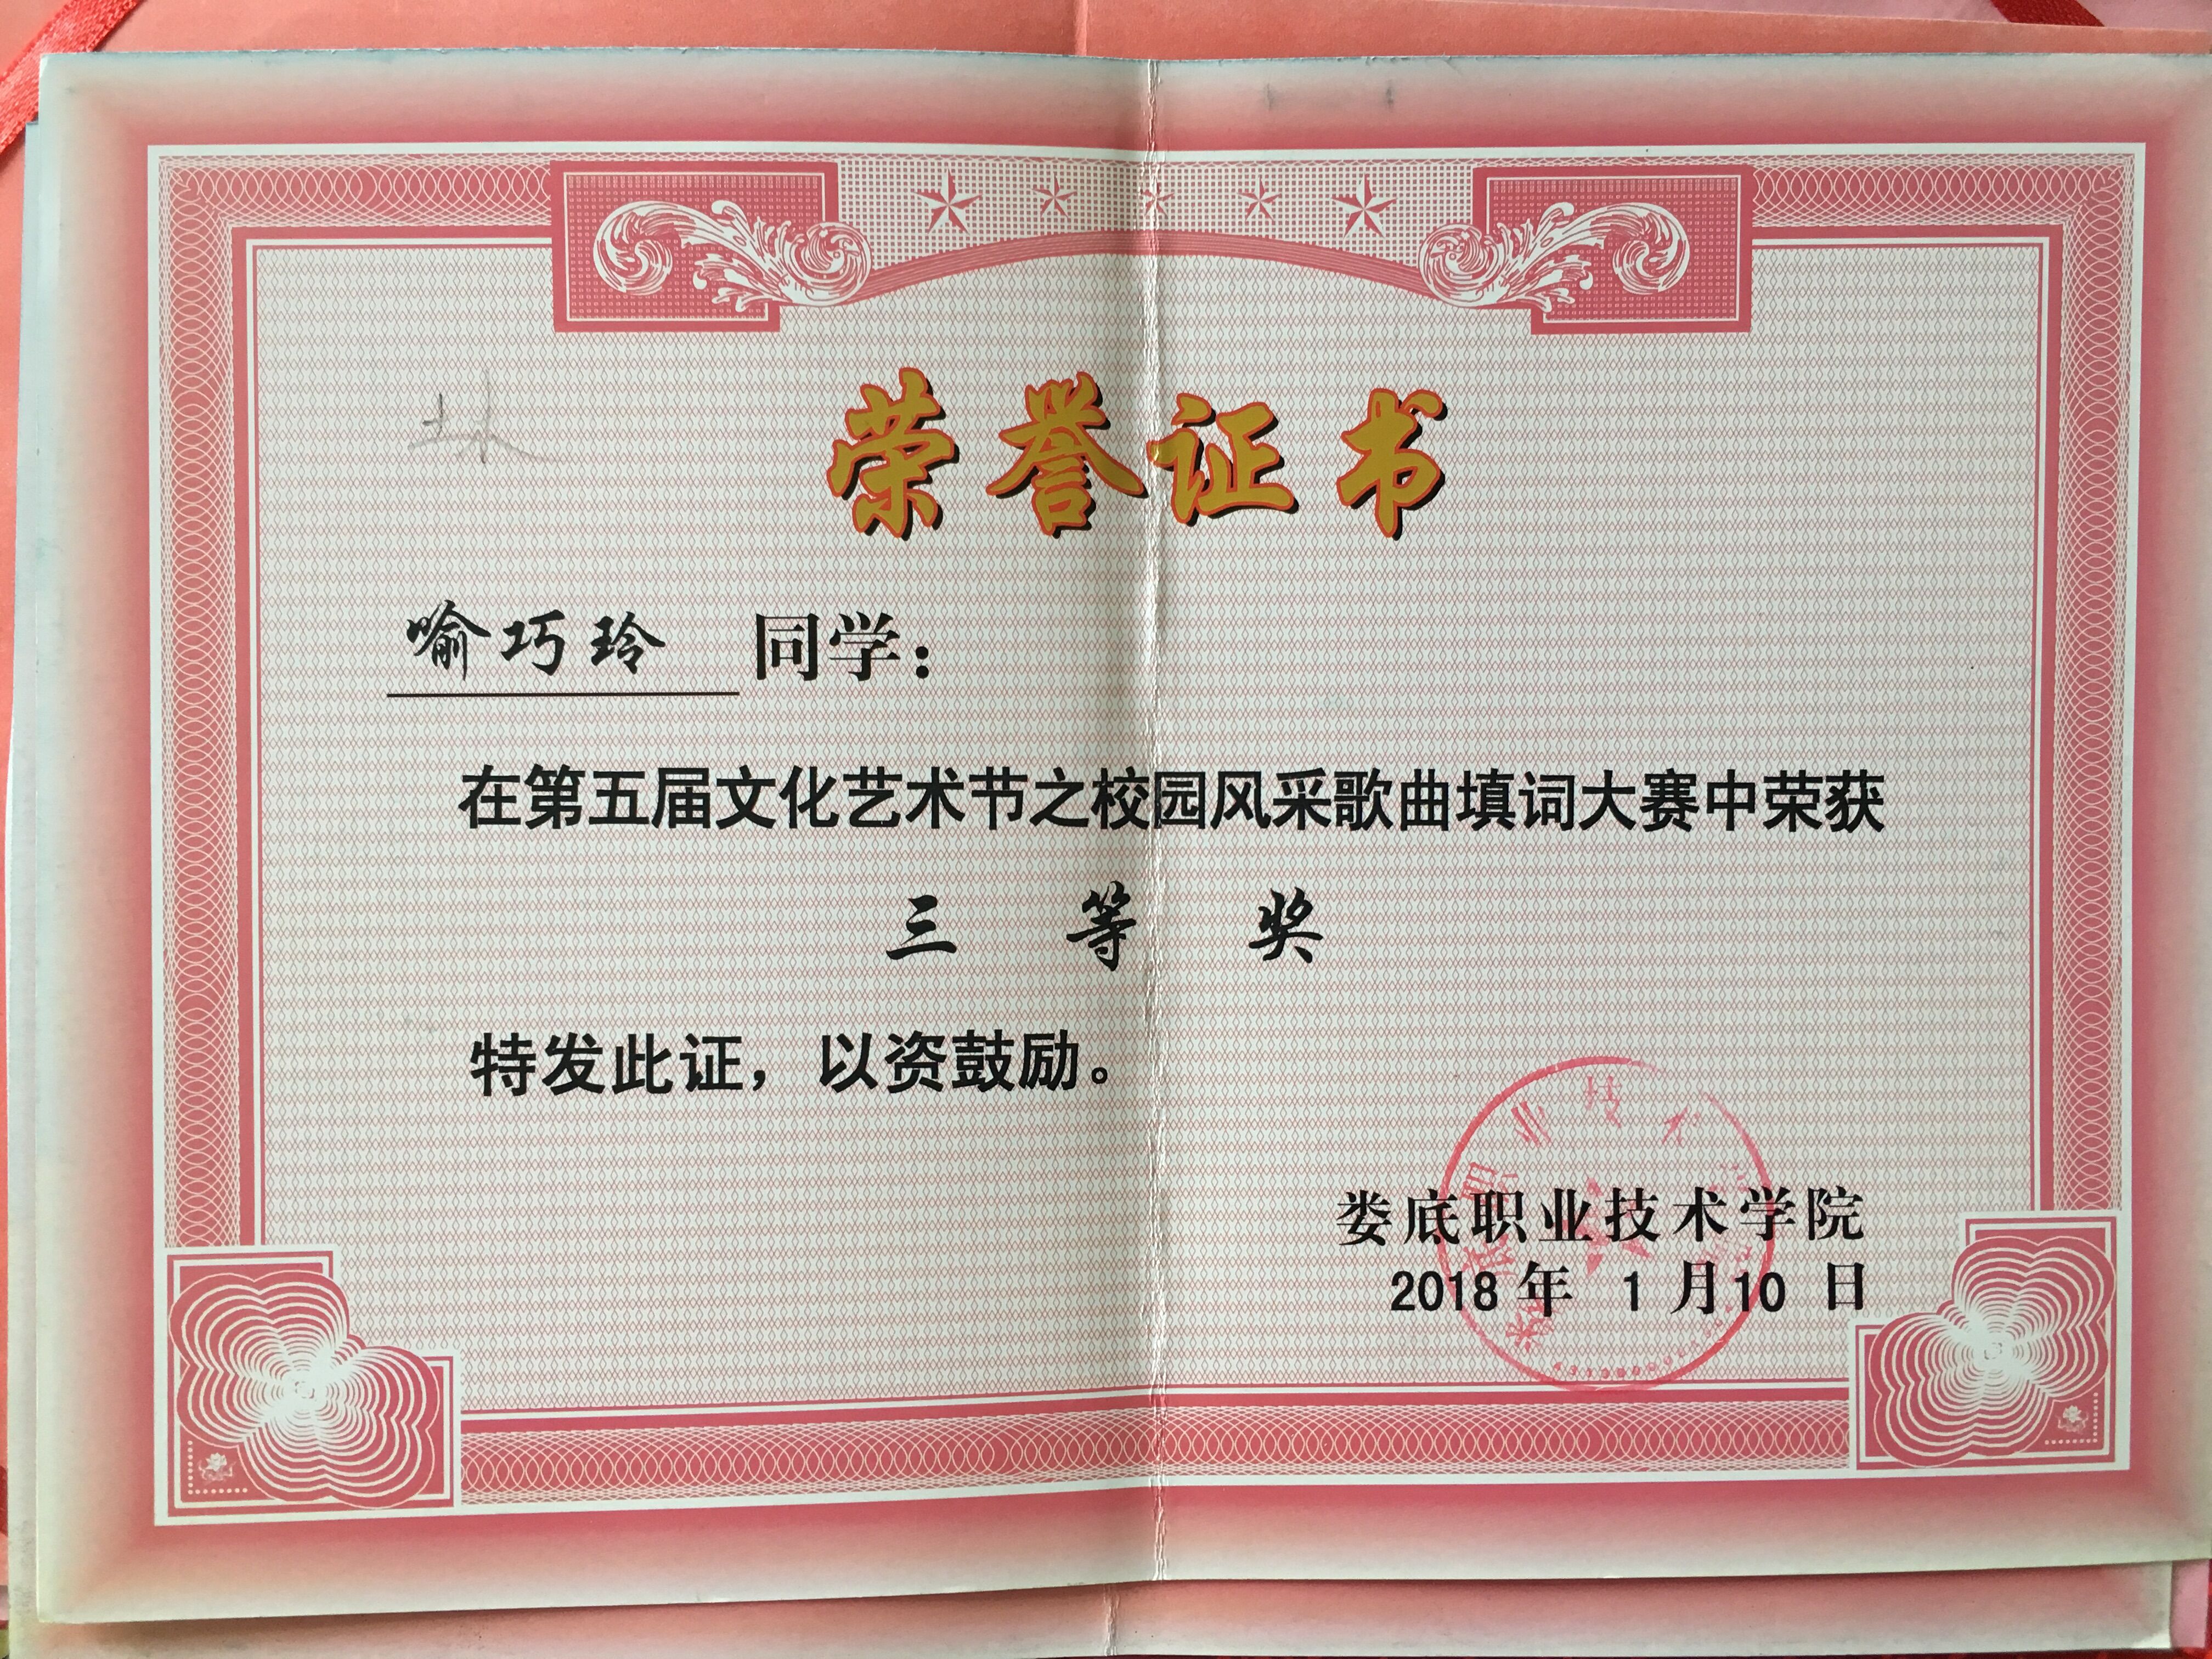 荣誉证书
喻巧玲 同学：
在第五届文化艺术节之校园风采歌曲填词大赛中荣获
三 等 奖
特发此证，以资鼓励。
娄底职业技术学院
2018 年 1 月 10 日